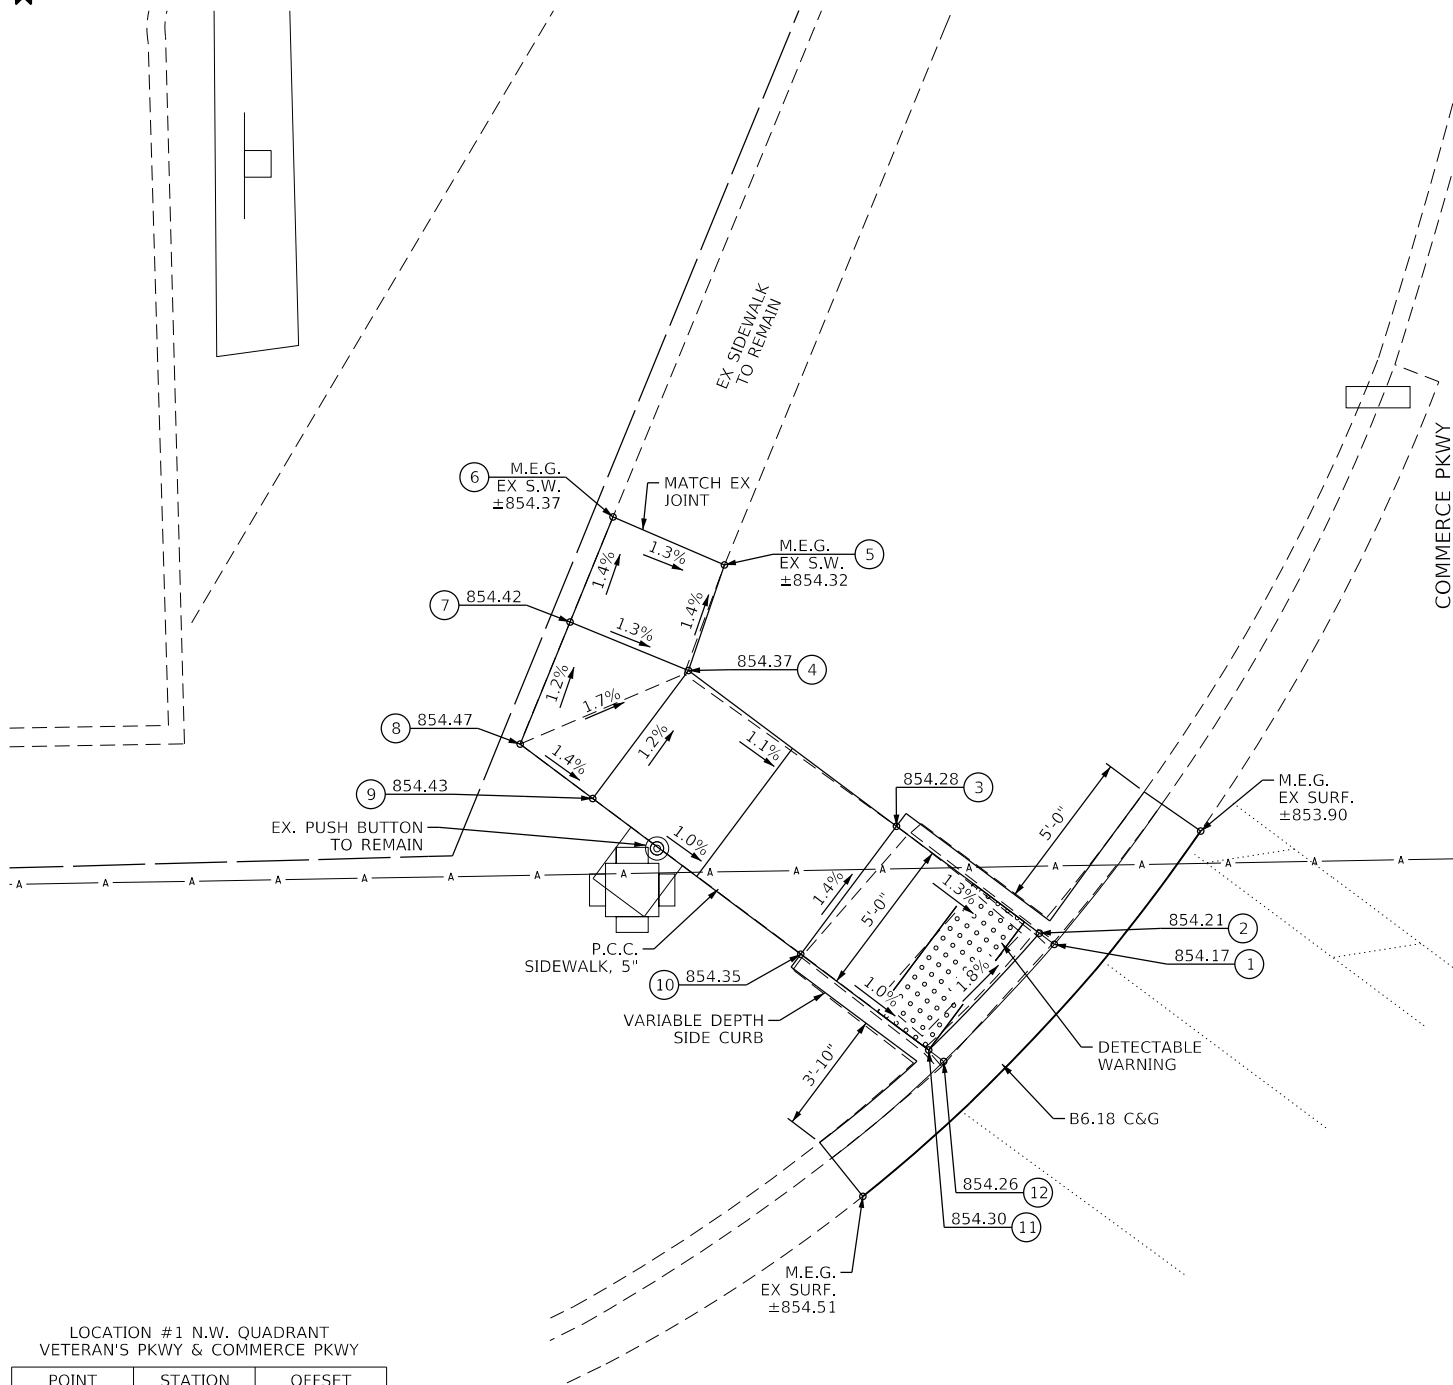 EX SIDEWALK
TO REMAIN
COMMERCE PKWY
6
M.E.G.
EX S.W.
±854.37
MATCH EX
JOINT
1.3%
M.E.G.
EX S.W.
±854.32
5
1.4%
1.4%
7
854.42
1.3%
854.37
4
1.2%
1.7%
8
854.47
1.4%
1.2%
1.1%
9
854.43
854.28
3
M.E.G.
EX SURF.
±853.90
5'-0"
EX. PUSH BUTTON
TO REMAIN
1.0%
A A A A A A A A A A A A A A A A A
1.4%
5'-0"
1.3%
854.21
2
854.17
1
P.C.C.
SIDEWALK, 5"
10
854.35
1.0%
1.8%
VARIABLE DEPTH
SIDE CURB
3'-10"
DETECTABLE
WARNING
B6.18 C&G
854.26
12
854.30
11
M.E.G.
EX SURF.
±854.51
LOCATION #1 N.W. QUADRANT
VETERAN'S PKWY & COMMERCE PKWY
POINT STATION OFFSET